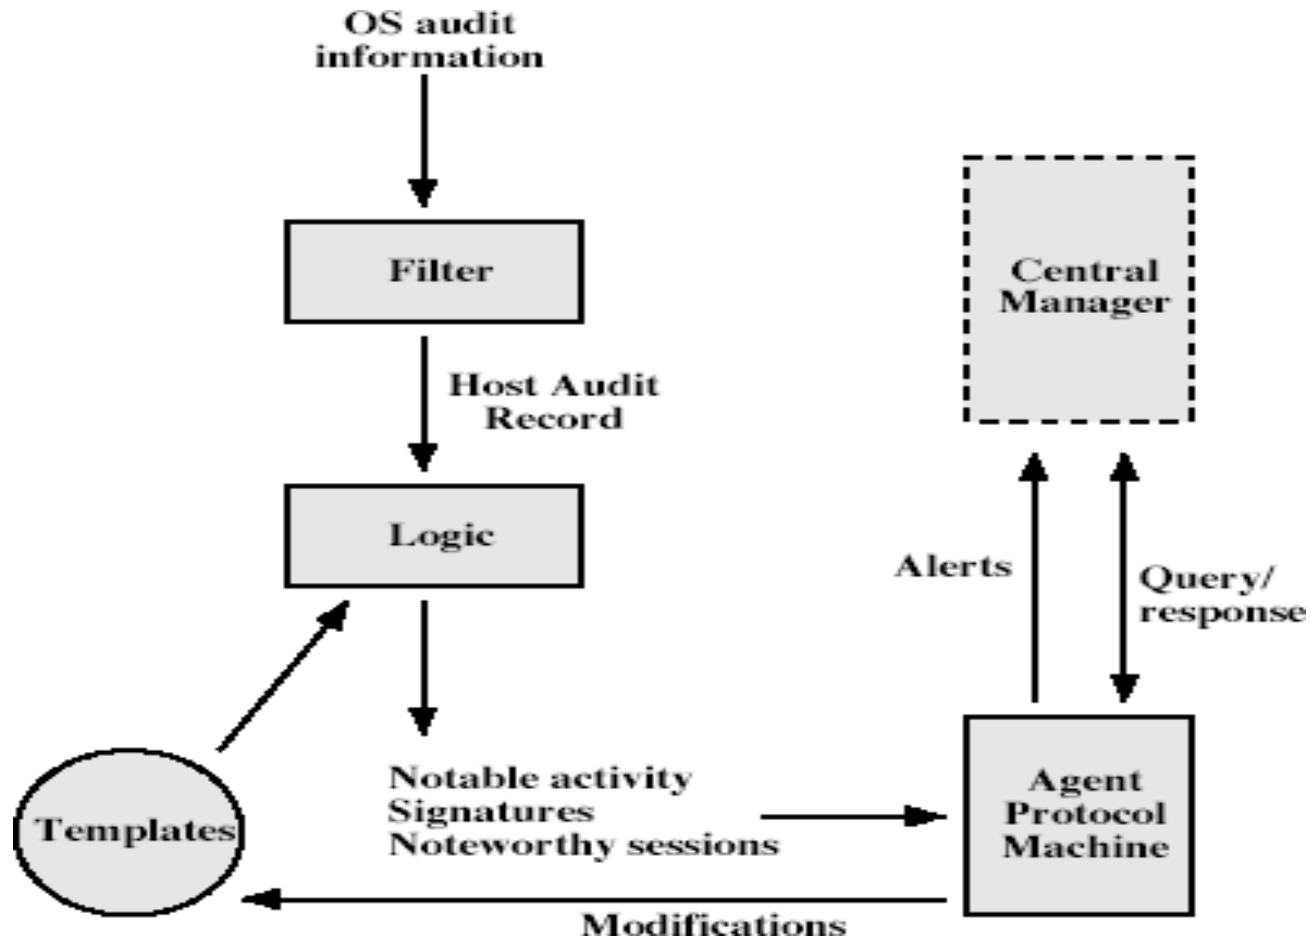 OS audit
information
Filter
Host Audit
Record
Logic
Central
Manager
Alerts
Query/
response
Templates
Notable activity
Signatures
Noteworthy sessions
Agent
Protocol
Machine
Modifications